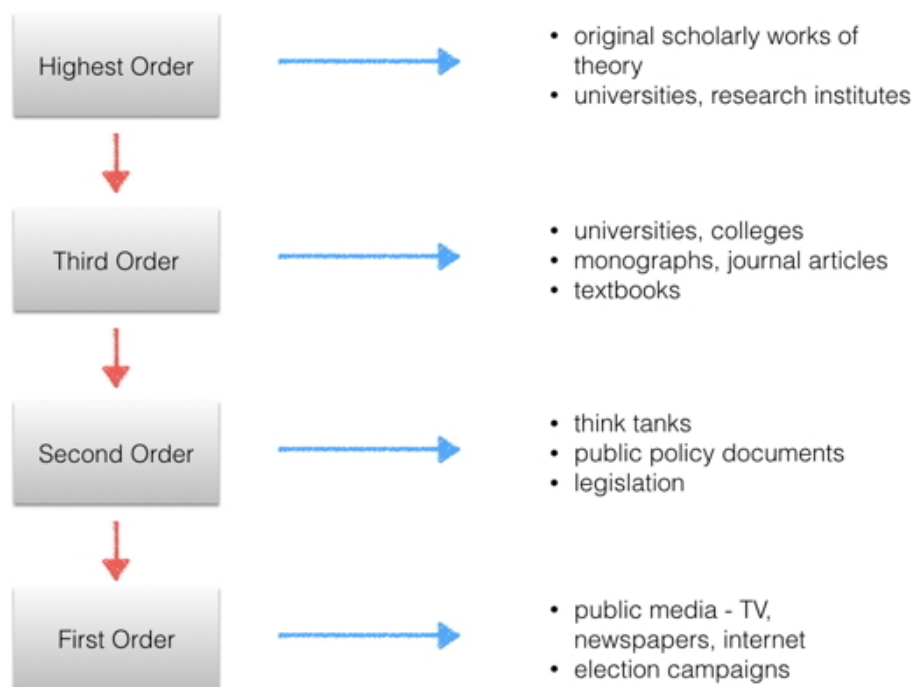 Highest Order
• original scholarly works of
theory
• universities, research institutes
Third Order
• universities, colleges
• monographs, journal articles
• textbooks
Second Order
• think tanks
• public policy documents
• legislation
First Order
• public media - TV,
newspapers, internet
• election campaigns